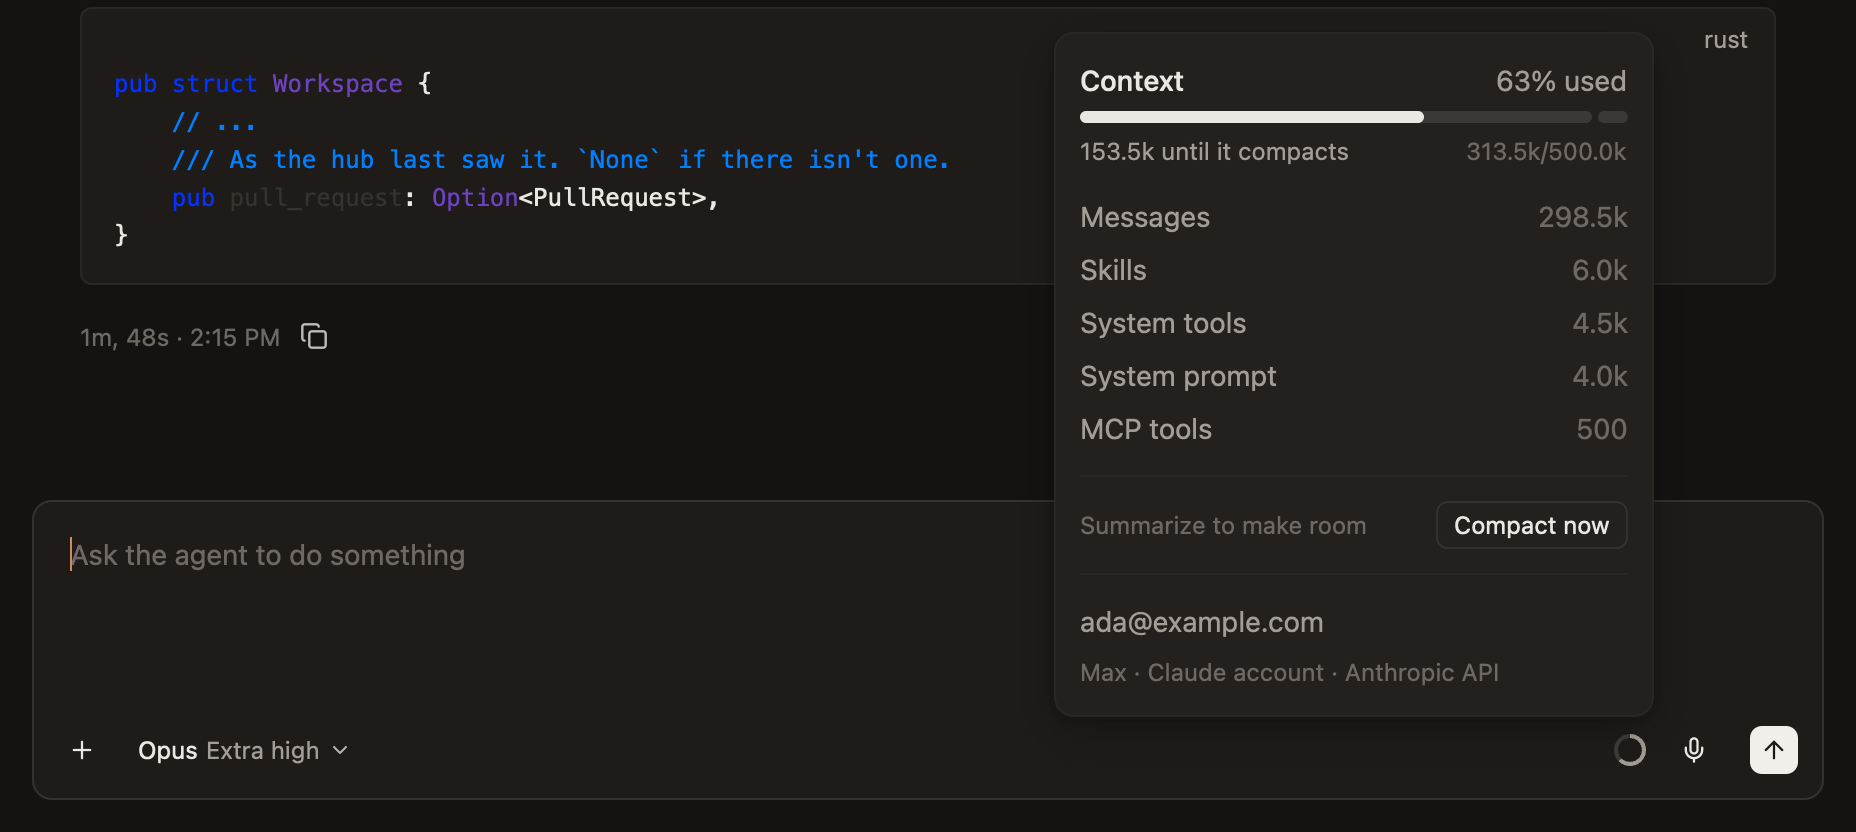 rust
pub struct Workspace {
// ...
/// As the hub last saw it. `None` if there isn't one.
pub pull_request: Option<PullRequest>,
}
1m, 48s · 2:15 PM
Context 63% used
153.5k until it compacts 313.5k/500.0k
Messages 298.5k
Skills 6.0k
System tools 4.5k
System prompt 4.0k
MCP tools 500
Summarize to make room Compact now
ada@example.com
Max · Claude account · Anthropic API
Ask the agent to do something
Opus Extra high